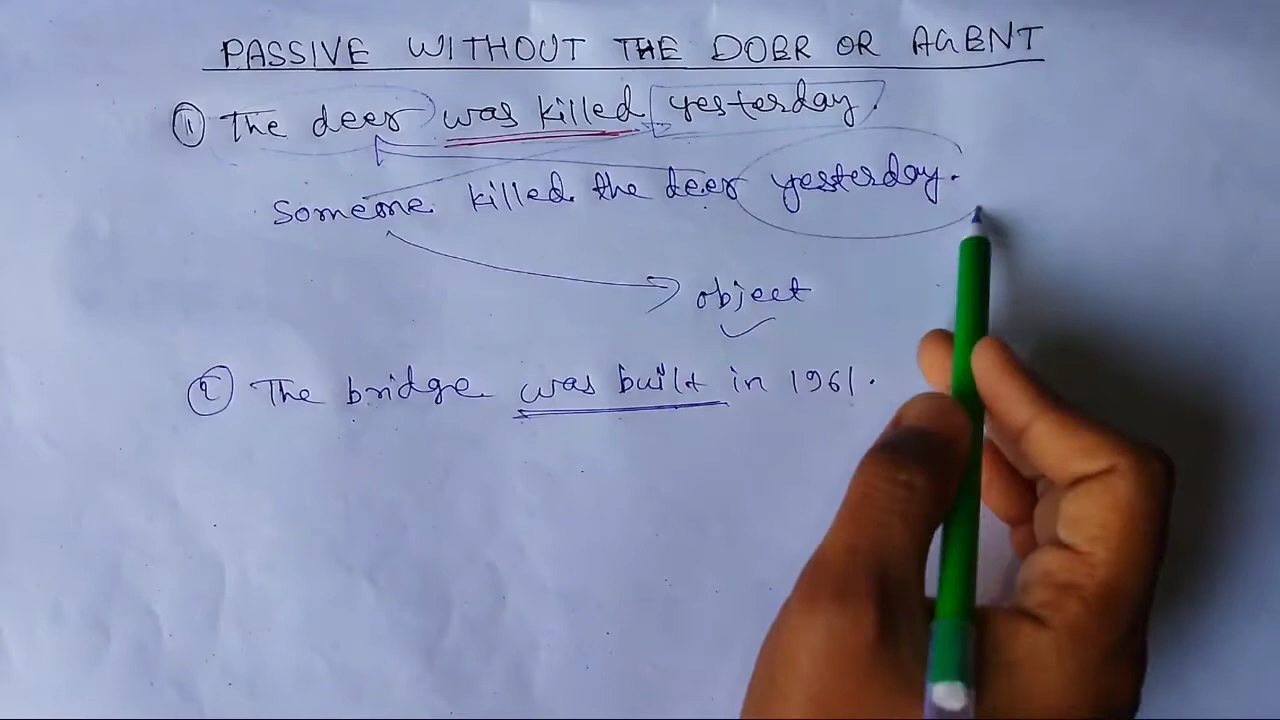 PASSIVE WITHOUT THE DOER OR AGENT
① The deer was killed yesterday.
Someone killed the deer yesterday.
object
② The bridge was built in 1961.